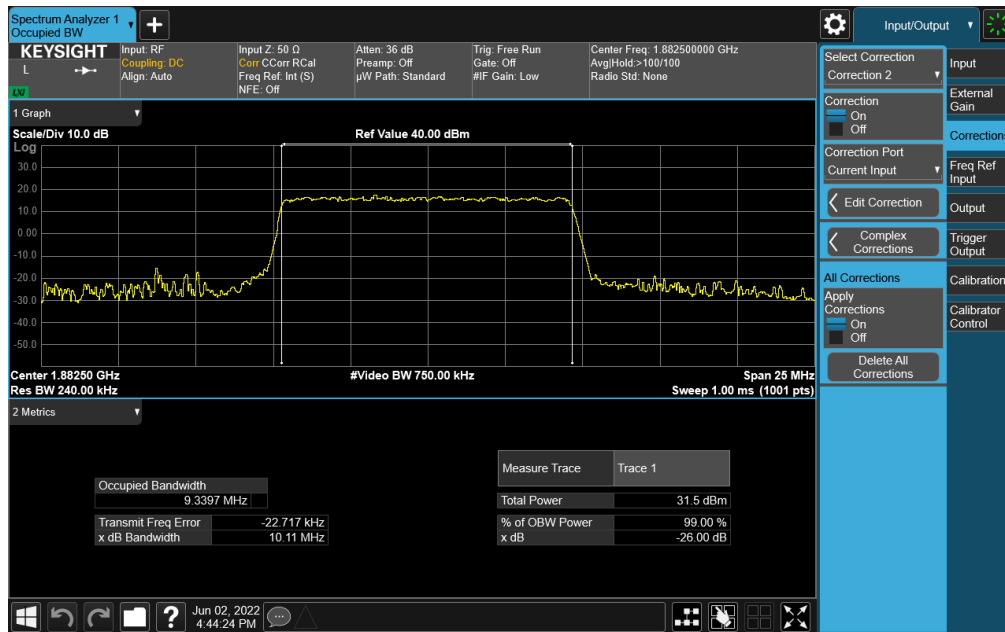 Spectrum Analyzer 1
Occupied BW
Input/Output
KEYSIGHT
L
LXI
Input: RF
Coupling: DC
Align: Auto
Input Z: 50 Ω
Corr CCorr RCal
Freq Ref: Int (S)
NFE: Off
Atten: 36 dB
Preamp: Off
µW Path: Standard
Trig: Free Run
Gate: Off
#IF Gain: Low
Center Freq: 1.882500000 GHz
Avg|Hold:>100/100
Radio Std: None
1 Graph
Scale/Div 10.0 dB
Ref Value 40.00 dBm
Log
30.0
20.0
10.0
0.00
-10.0
-20.0
-30.0
-40.0
-50.0
Center 1.88250 GHz
#Video BW 750.00 kHz
Span 25 MHz
Res BW 240.00 kHz
Sweep 1.00 ms (1001 pts)
2 Metrics
Occupied Bandwidth
9.3397 MHz
Transmit Freq Error -22.717 kHz
x dB Bandwidth 10.11 MHz
Measure Trace Trace 1
Total Power 31.5 dBm
% of OBW Power 99.00 %
x dB -26.00 dB
Select Correction
Correction 2
Correction
On
Off
Correction Port
Current Input
Edit Correction
Complex
Corrections
All Corrections
Apply
Corrections
On
Off
Delete All
Corrections
Input
External
Gain
Corrections
Freq Ref
Input
Output
Trigger
Output
Calibration
Calibrator
Control
?
Jun 02, 2022
4:44:24 PM